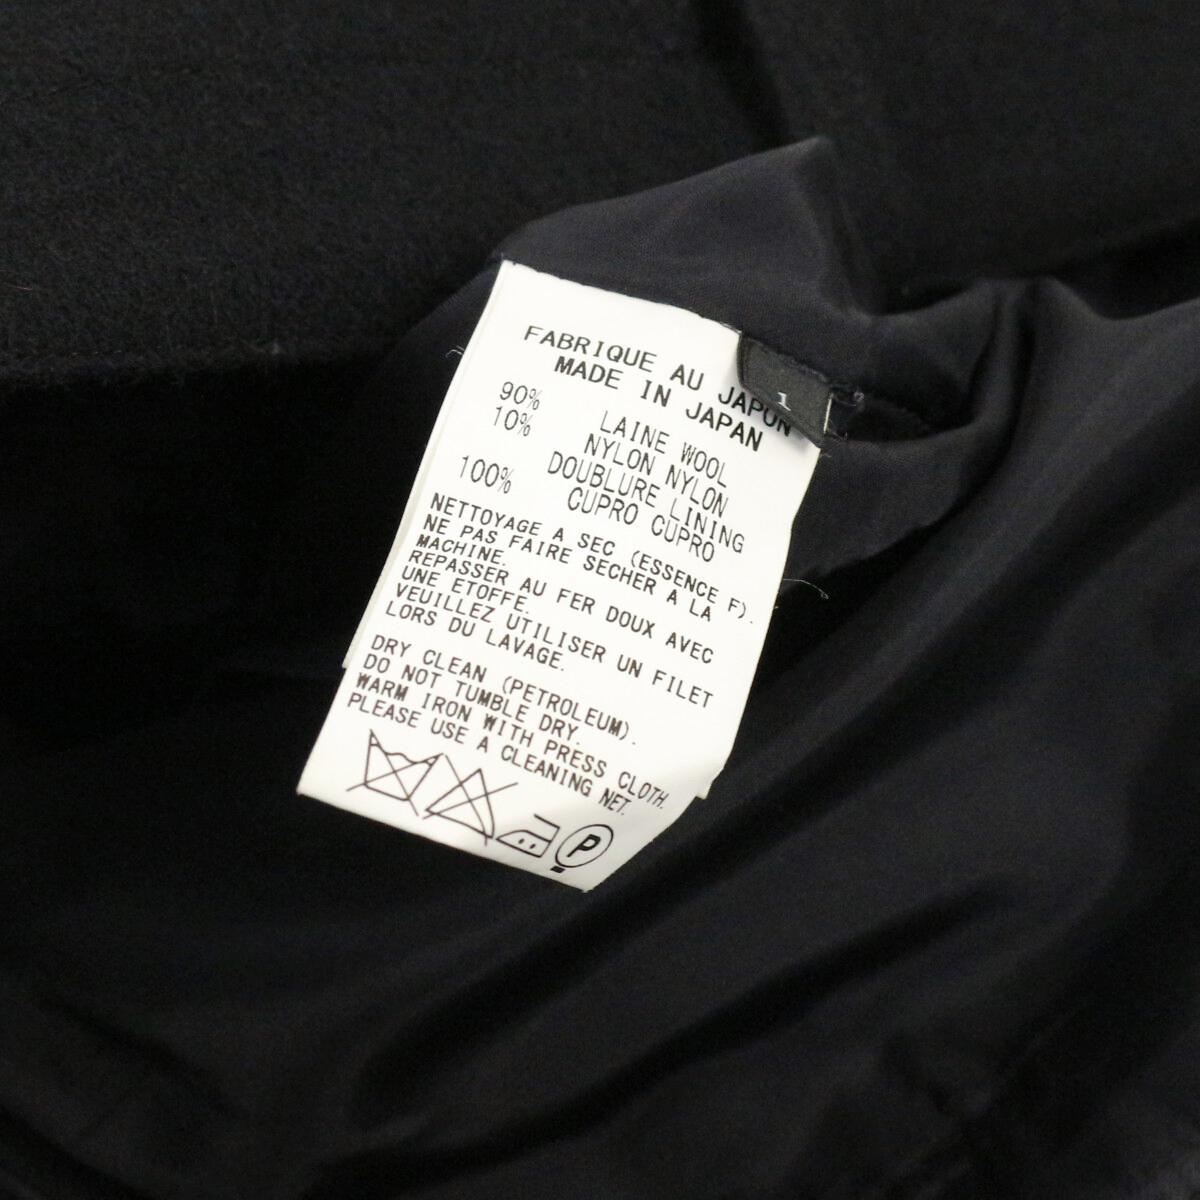 FABRIQUE AU JAPON
MADE IN JAPAN
1
90% LAINE WOOL
10% NYLON NYLON
DOUBLURE LINING
100% CUPRO CUPRO
NETTOYAGE A SEC (ESSENCE F).
NE PAS FAIRE SECHER A LA
MACHINE.
REPASSER AU FER DOUX AVEC
UNE ETOFFE.
VEUILLEZ UTILISER UN FILET
LORS DU LAVAGE.
DRY CLEAN (PETROLEUM).
DO NOT TUMBLE DRY.
WARM IRON WITH PRESS CLOTH.
PLEASE USE A CLEANING NET.
P